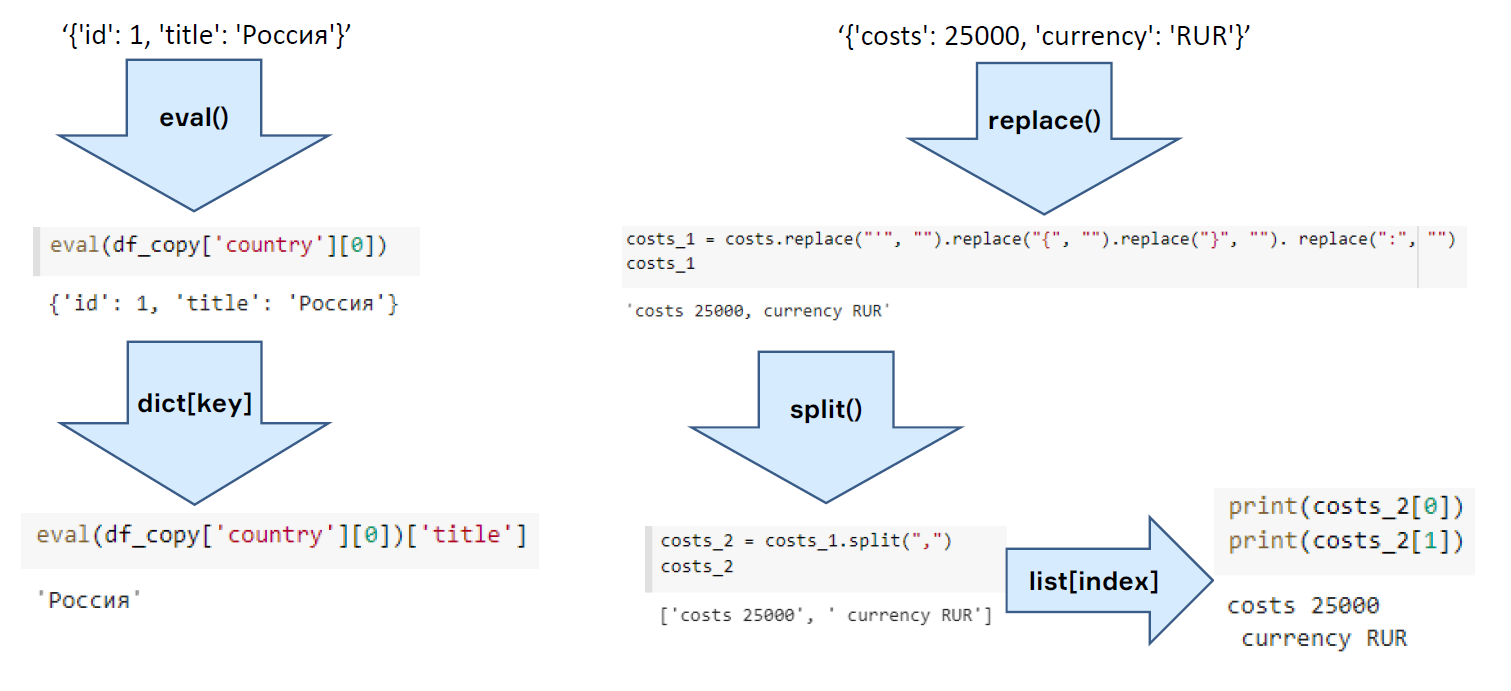 ‘{'id': 1, 'title': 'Россия'}’
eval()
eval(df_copy['country'][0])
{'id': 1, 'title': 'Россия'}
dict[key]
eval(df_copy['country'][0])['title']
'Россия'
‘{'costs': 25000, 'currency': 'RUR'}’
replace()
costs_1 = costs.replace("'", "").replace("{", "").replace("}", ""). replace(":", "")
costs_1
'costs 25000, currency RUR'
split()
costs_2 = costs_1.split(",")
costs_2
['costs 25000', ' currency RUR']
list[index]
print(costs_2[0])
print(costs_2[1])
costs 25000
 currency RUR